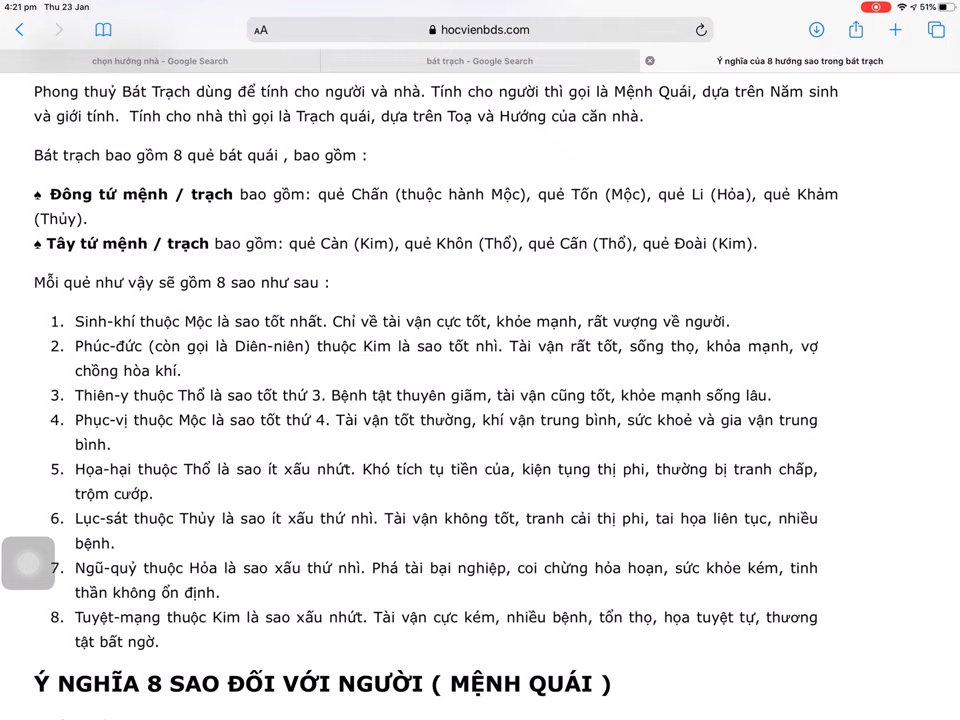 4:21 pm Thu 23 Jan
51%
AA
hocvienbds.com
chọn hướng nhà - Google Search
bát trạch - Google Search
Ý nghĩa của 8 hướng sao trong bát trạch
Phong thuỷ Bát Trạch dùng để tính cho người và nhà. Tính cho người thì gọi là Mệnh Quái, dựa trên Năm sinh
và giới tính. Tính cho nhà thì gọi là Trạch quái, dựa trên Toạ và Hướng của căn nhà.
Bát trạch bao gồm 8 quẻ bát quái , bao gồm :
♠ Đông tứ mệnh / trạch bao gồm: quẻ Chấn (thuộc hành Mộc), quẻ Tốn (Mộc), quẻ Li (Hỏa), quẻ Khảm
(Thủy).
♠ Tây tứ mệnh / trạch bao gồm: quẻ Càn (Kim), quẻ Khôn (Thổ), quẻ Cấn (Thổ), quẻ Đoài (Kim).
Mỗi quẻ như vậy sẽ gồm 8 sao như sau :
1. Sinh-khí thuộc Mộc là sao tốt nhất. Chỉ về tài vận cực tốt, khỏe mạnh, rất vượng về người.
2. Phúc-đức (còn gọi là Diên-niên) thuộc Kim là sao tốt nhì. Tài vận rất tốt, sống thọ, khỏa mạnh, vợ
chồng hòa khí.
3. Thiên-y thuộc Thổ là sao tốt thứ 3. Bệnh tật thuyên giãm, tài vận cũng tốt, khỏe mạnh sống lâu.
4. Phục-vị thuộc Mộc là sao tốt thứ 4. Tài vận tốt thường, khí vận trung bình, sức khoẻ và gia vận trung
bình.
5. Họa-hại thuộc Thổ là sao ít xấu nhứt. Khó tích tụ tiền của, kiện tụng thị phi, thường bị tranh chấp,
trộm cướp.
6. Lục-sát thuộc Thủy là sao ít xấu thứ nhì. Tài vận không tốt, tranh cải thị phi, tai họa liên tục, nhiều
bệnh.
7. Ngũ-quỷ thuộc Hỏa là sao xấu thứ nhì. Phá tài bại nghiệp, coi chừng hỏa hoạn, sức khỏe kém, tinh
thần không ổn định.
8. Tuyệt-mạng thuộc Kim là sao xấu nhứt. Tài vận cực kém, nhiều bệnh, tổn thọ, họa tuyệt tự, thương
tật bất ngờ.
Ý NGHĨA 8 SAO ĐỐI VỚI NGƯỜI ( MỆNH QUÁI )